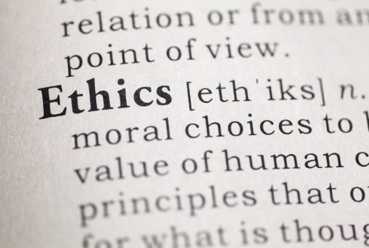 relation or from an
point of view.
Ethics [eth'iks] n.
moral choices to
value of human
principles that
for what is